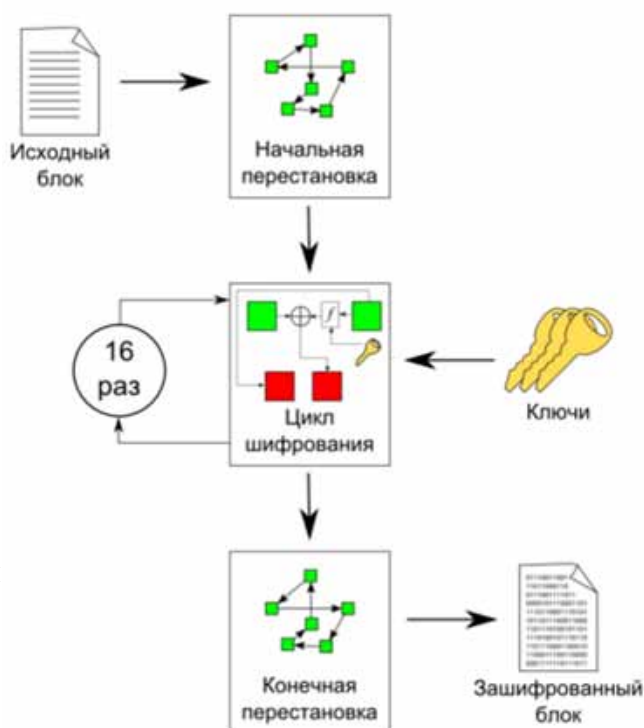 Исходный
блок
Начальная
перестановка
16
раз
f
Цикл
шифрования
Ключи
Конечная
перестановка
Зашифрованный
блок